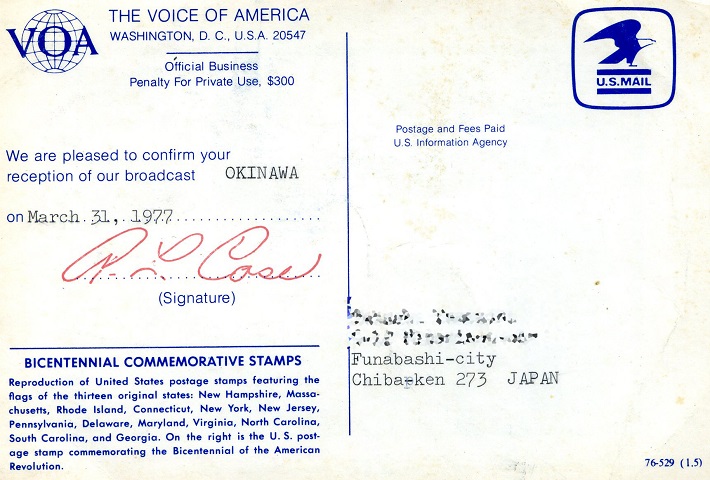 VOA
THE VOICE OF AMERICA
WASHINGTON, D. C., U.S.A. 20547
Official Business
Penalty For Private Use, $300
U.S.MAIL
Postage and Fees Paid
U.S. Information Agency
We are pleased to confirm your
reception of our broadcast OKINAWA
on March 31, 1977
R. L. Case
(Signature)
BICENTENNIAL COMMEMORATIVE STAMPS
Reproduction of United States postage stamps featuring the
flags of the thirteen original states: New Hampshire, Massa-
chusetts, Rhode Island, Connecticut, New York, New Jersey,
Pennsylvania, Delaware, Maryland, Virginia, North Carolina,
South Carolina, and Georgia. On the right is the U. S. post-
age stamp commemorating the Bicentennial of the American
Revolution.
Funabashi-city
Chiba-ken 273 JAPAN
76-529 (1.5)